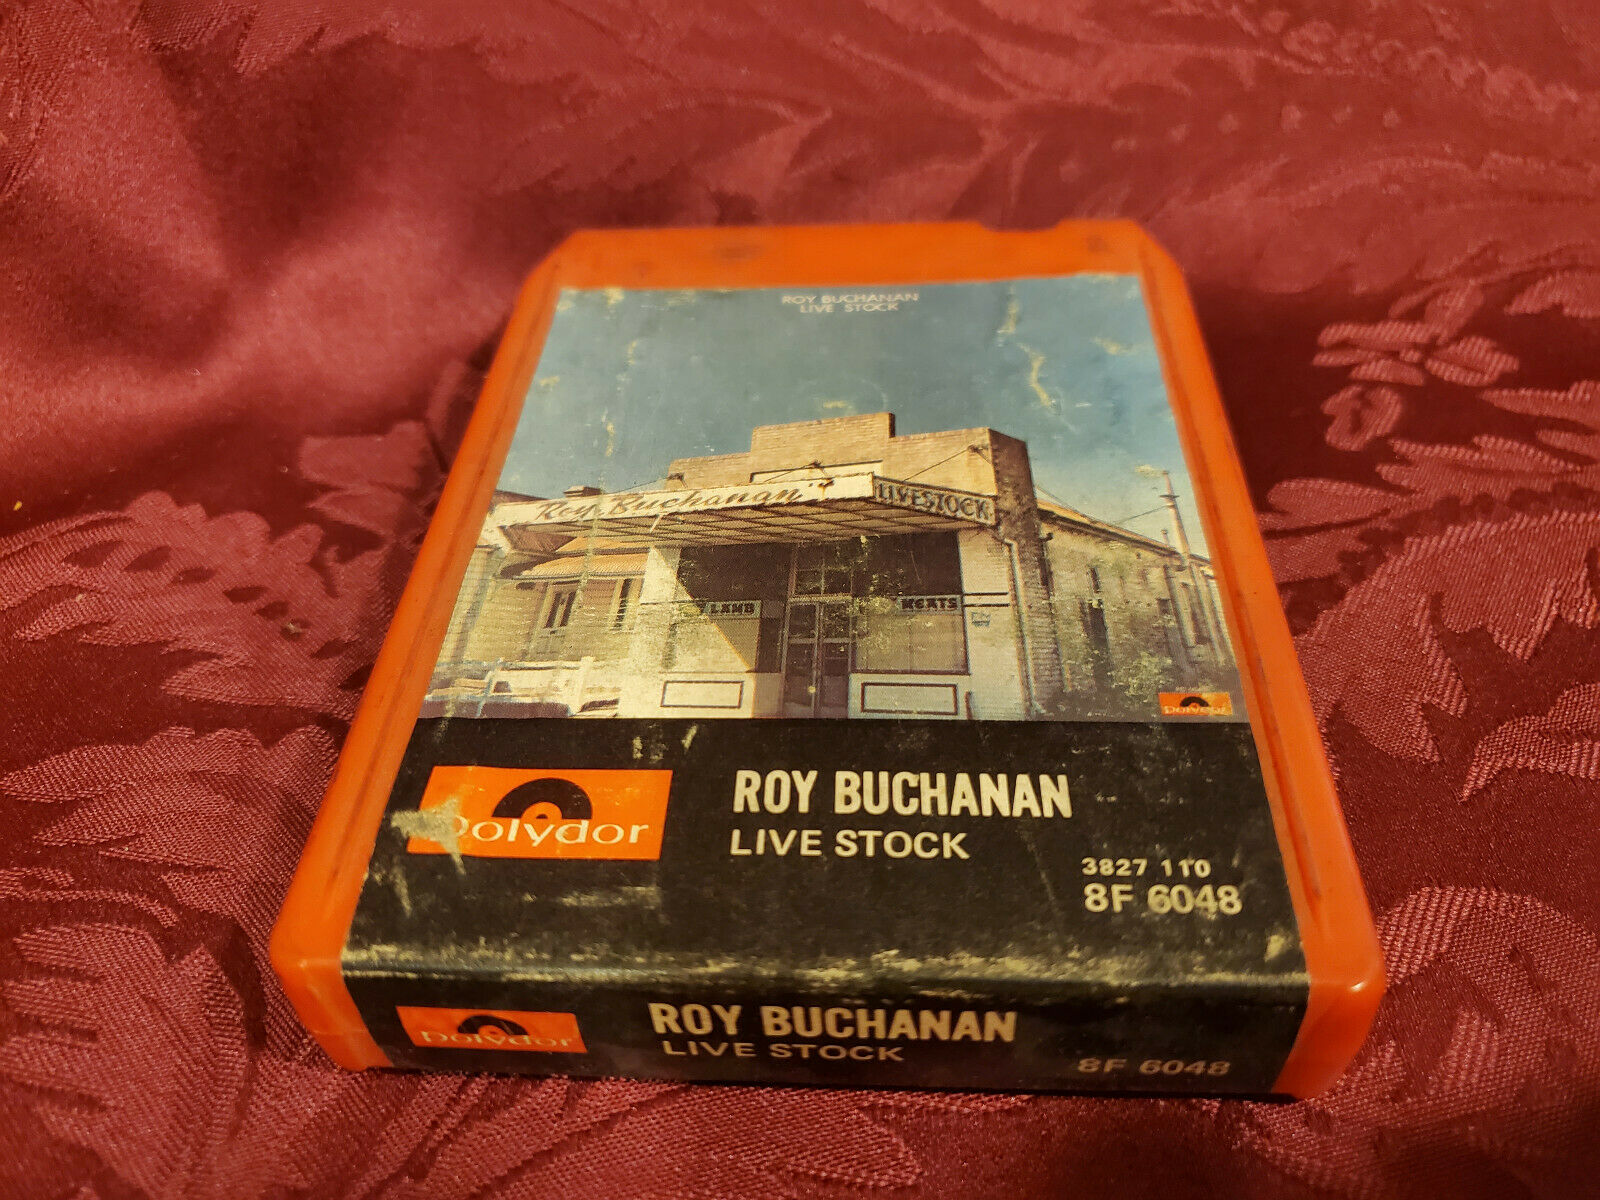 ROY BUCHANAN
LIVE STOCK
Roy Buchanan's
LIVESTOCK
LAMB
MEATS
polydor
Polydor
ROY BUCHANAN
LIVE STOCK
3827 110
8F 6048
Polydor
ROY BUCHANAN
LIVE STOCK
8F 6048